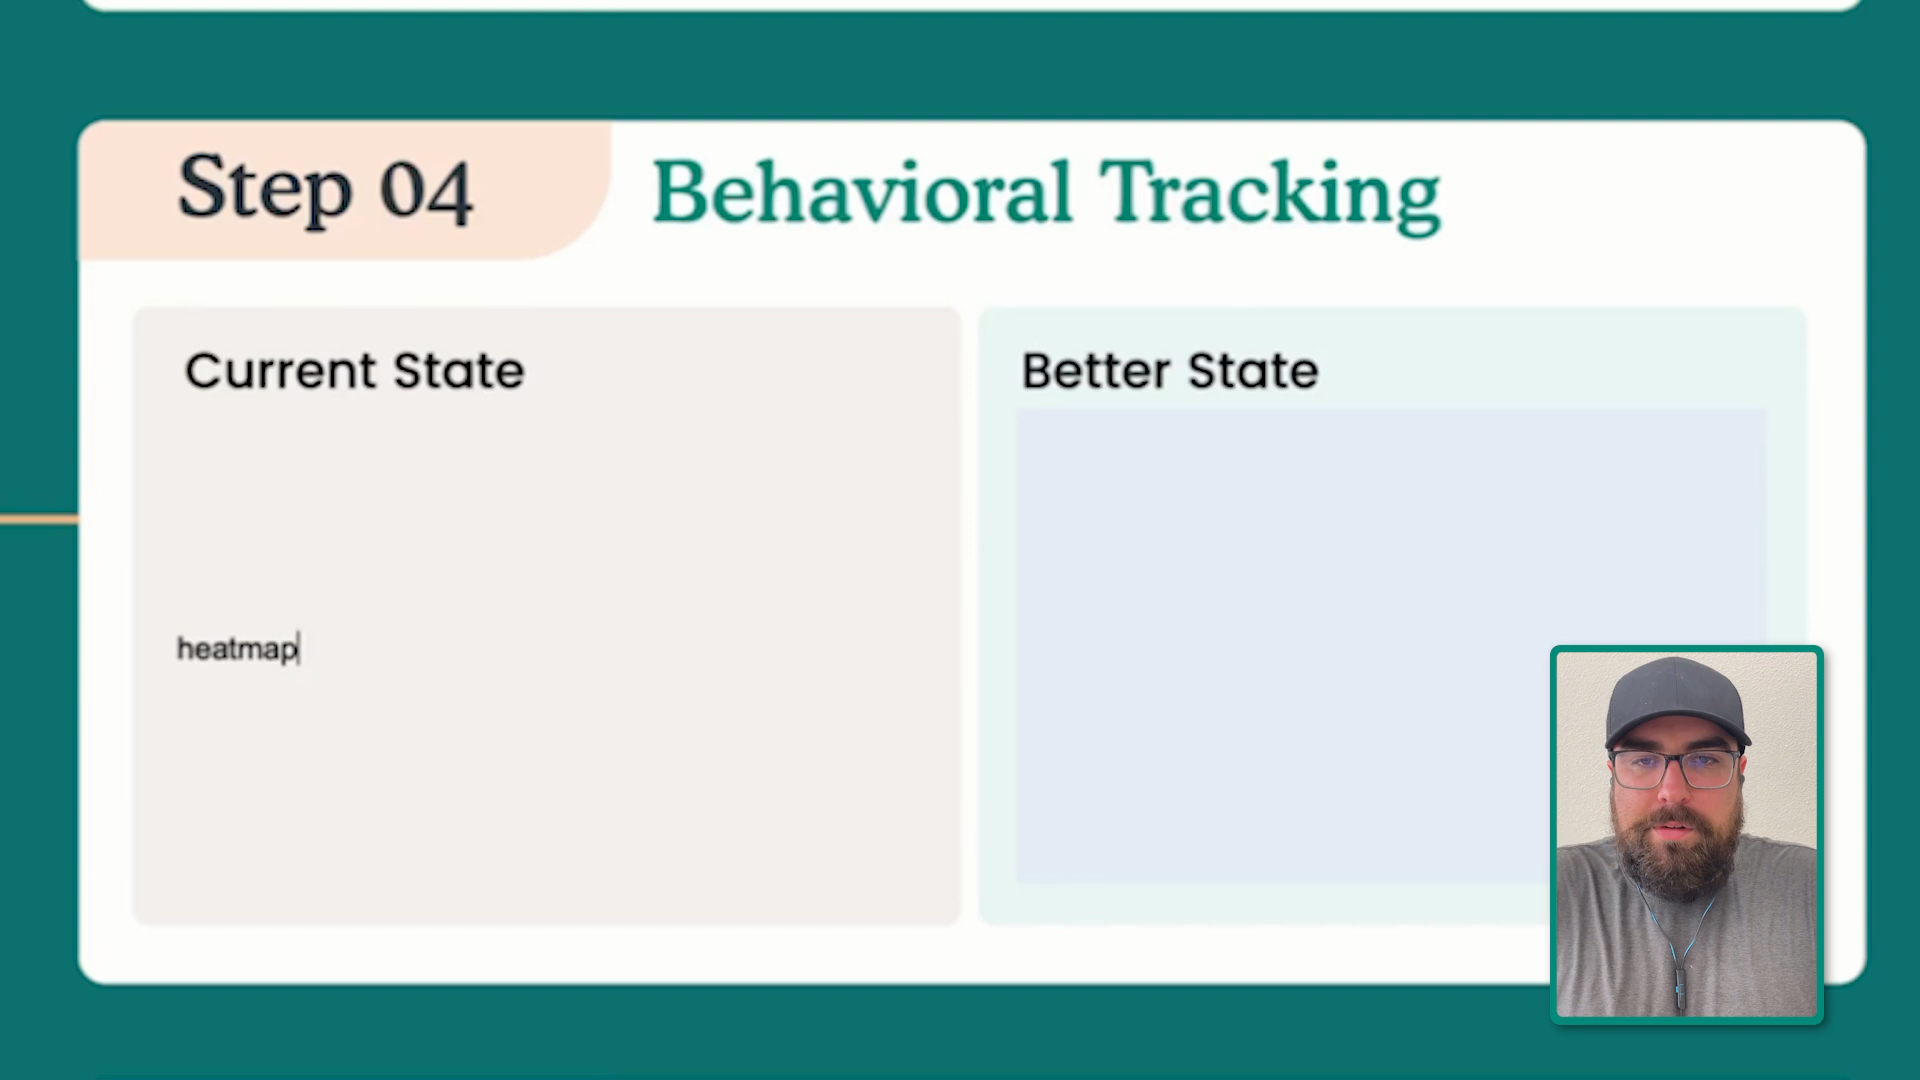 Step 04
Behavioral Tracking
Current State
Better State
heatmap